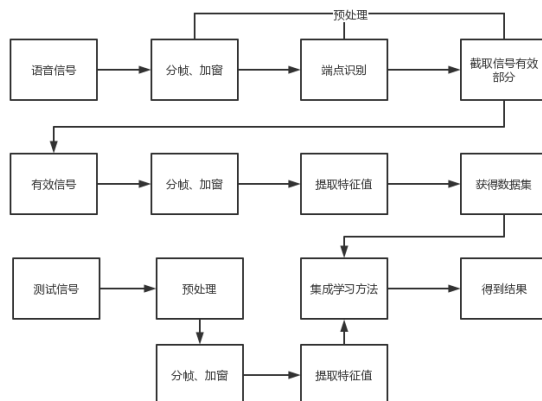 预处理
语音信号
分帧、加窗
端点识别
截取信号有效
部分
有效信号
分帧、加窗
提取特征值
获得数据集
测试信号
预处理
集成学习方法
得到结果
分帧、加窗
提取特征值